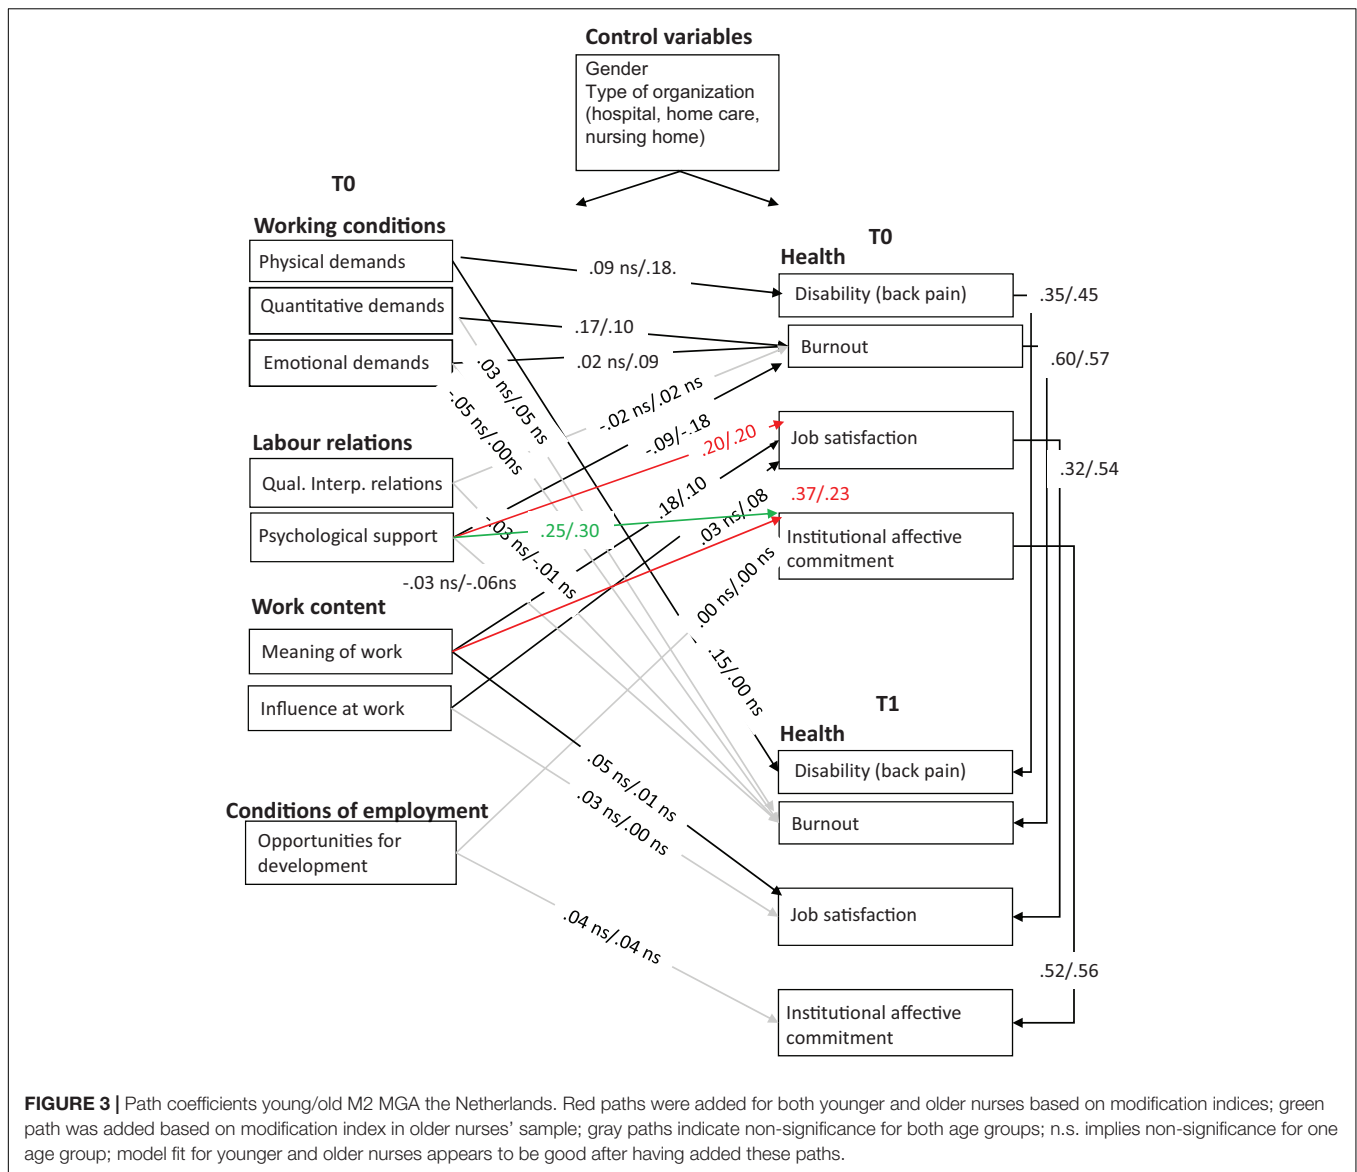 Control variables
Gender
Type of organization
(hospital, home care,
nursing home)
T0
Working conditions
Physical demands
Quantitative demands
Emotional demands
Labour relations
Qual. Interp. relations
Psychological support
Work content
Meaning of work
Influence at work
Conditions of employment
Opportunities for
development
.09 ns/.18.
.17/.10
.02 ns/.09
.03 ns/.05 ns
-.05 ns/.00ns
-.02 ns/.02 ns
-.09/-.18
.20/.20
.18/.10
.03 ns/.08
.37/.23
.25/.30
-.03 ns/-.01 ns
-.03 ns/-.06ns
.00 ns/.00 ns
.15/.00 ns
.05 ns/.01 ns
.03 ns/.00 ns
.04 ns/.04 ns
T0
Health
Disability (back pain)
Burnout
Job satisfaction
Institutional affective
commitment
.35/.45
.60/.57
.32/.54
T1
Health
Disability (back pain)
Burnout
Job satisfaction
Institutional affective
commitment
.52/.56
FIGURE 3 | Path coefficients young/old M2 MGA the Netherlands. Red paths were added for both younger and older nurses based on modification indices; green
path was added based on modification index in older nurses' sample; gray paths indicate non-significance for both age groups; n.s. implies non-significance for one
age group; model fit for younger and older nurses appears to be good after having added these paths.